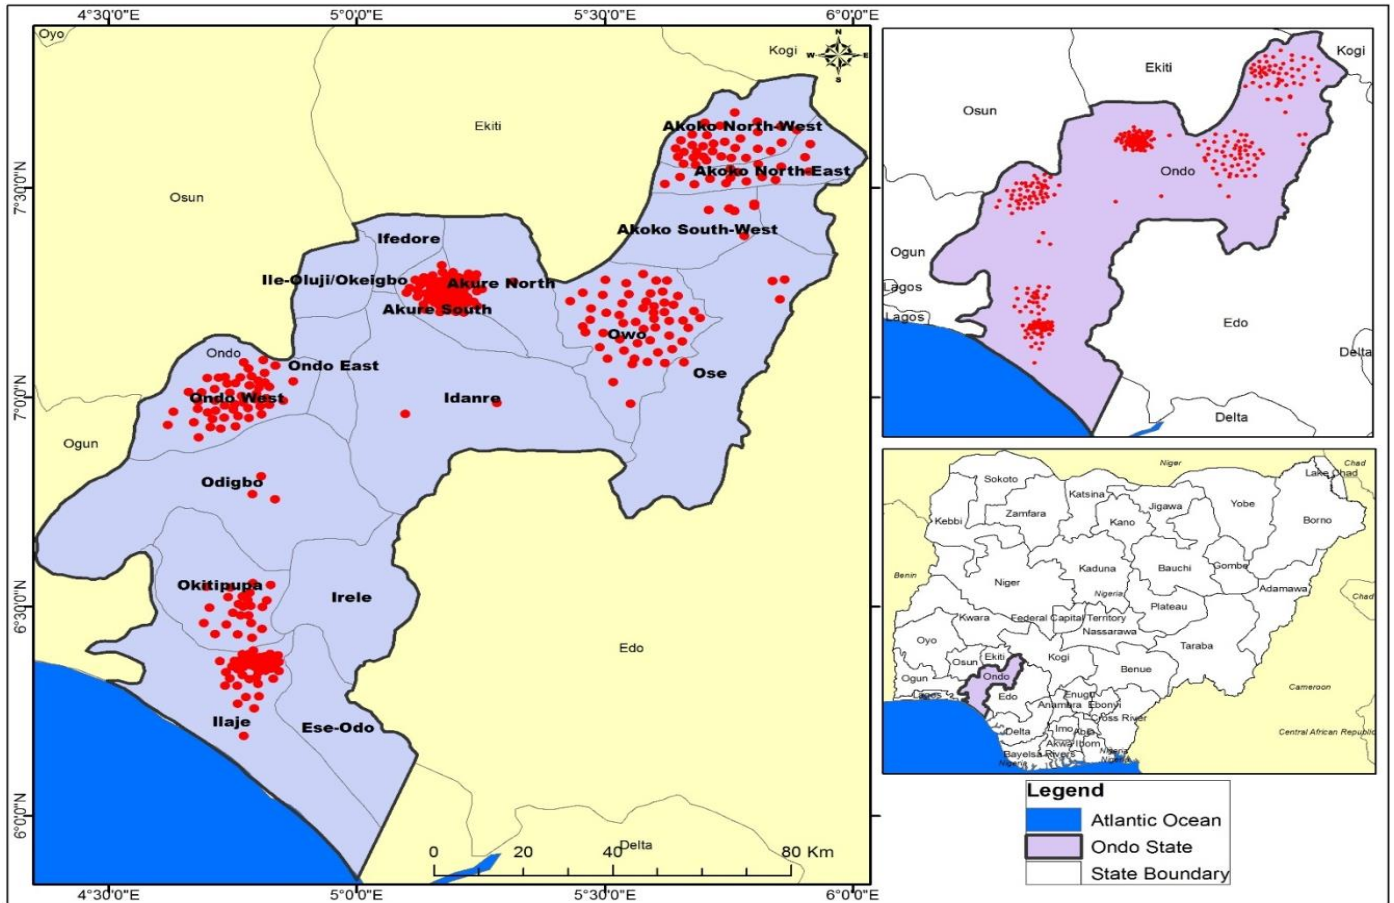 4°30'0"E 5°0'0"E 5°30'0"E 6°0'0"E
Oyo
Kogi
N
W E
S
Ekiti
Akoko North-West
Akoko North-East
7°30'0"N
Osun
Akoko South-West
Ifedore
Ile-Oluji/Okeigbo
Akure North
Akure South
Owo
Ondo
Ondo East
Ose
Ondo West
Idanre
7°0'0"N
Ogun
Odigbo
Okitipupa
Irele
6°30'0"N
Edo
Ilaje
Ese-Odo
6°0'0"N
Delta
0 20 40 80 Km
4°30'0"E 5°0'0"E 5°30'0"E 6°0'0"E
Kogi
Ekiti
Osun
Ondo
Ogun
Lagos
Lagos
Edo
Delta
Delta
Niger
Chad
Lake Chad
Sokoto
Katsina
Jigawa
Yobe
Zamfara
Kano
Kebbi
Borno
Kaduna
Bauchi
Gombe
Benin
Niger
Adamawa
Nigeria
Chad
Plateau
Kwara
Federal Capital Territory
Nassarawa
Oyo
Taraba
Ekiti
Osun
Kogi
Benue
Ondo
Ogun
Cameroon
Lagos
Edo
Enugu
Anambra
Ebonyi
Cross River
Delta
Imo
Abia
Central African Republic
Akwa Ibom
Bayelsa
Rivers
Nigeria
Nigeria
Nigeria
Legend
Atlantic Ocean
Ondo State
State Boundary